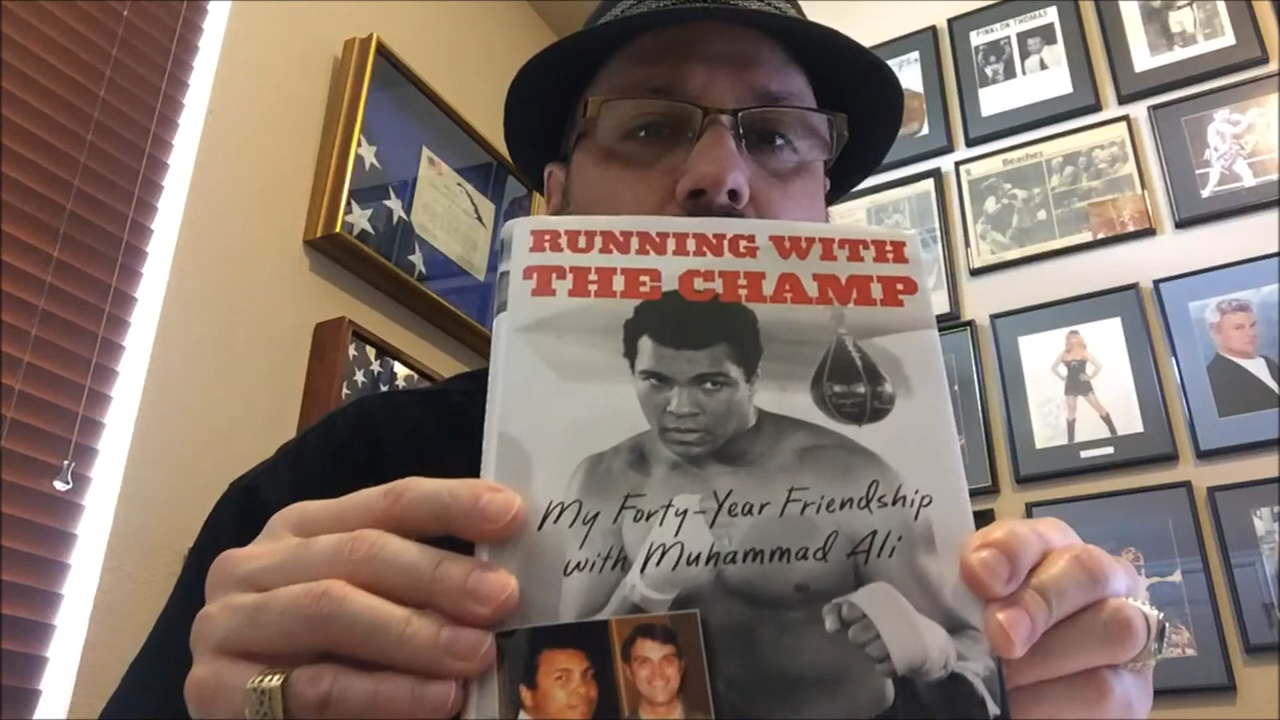 PINKLON THOMAS
Beaches
RUNNING WITH
THE CHAMP
My Forty-Year Friendship
with Muhammad Ali